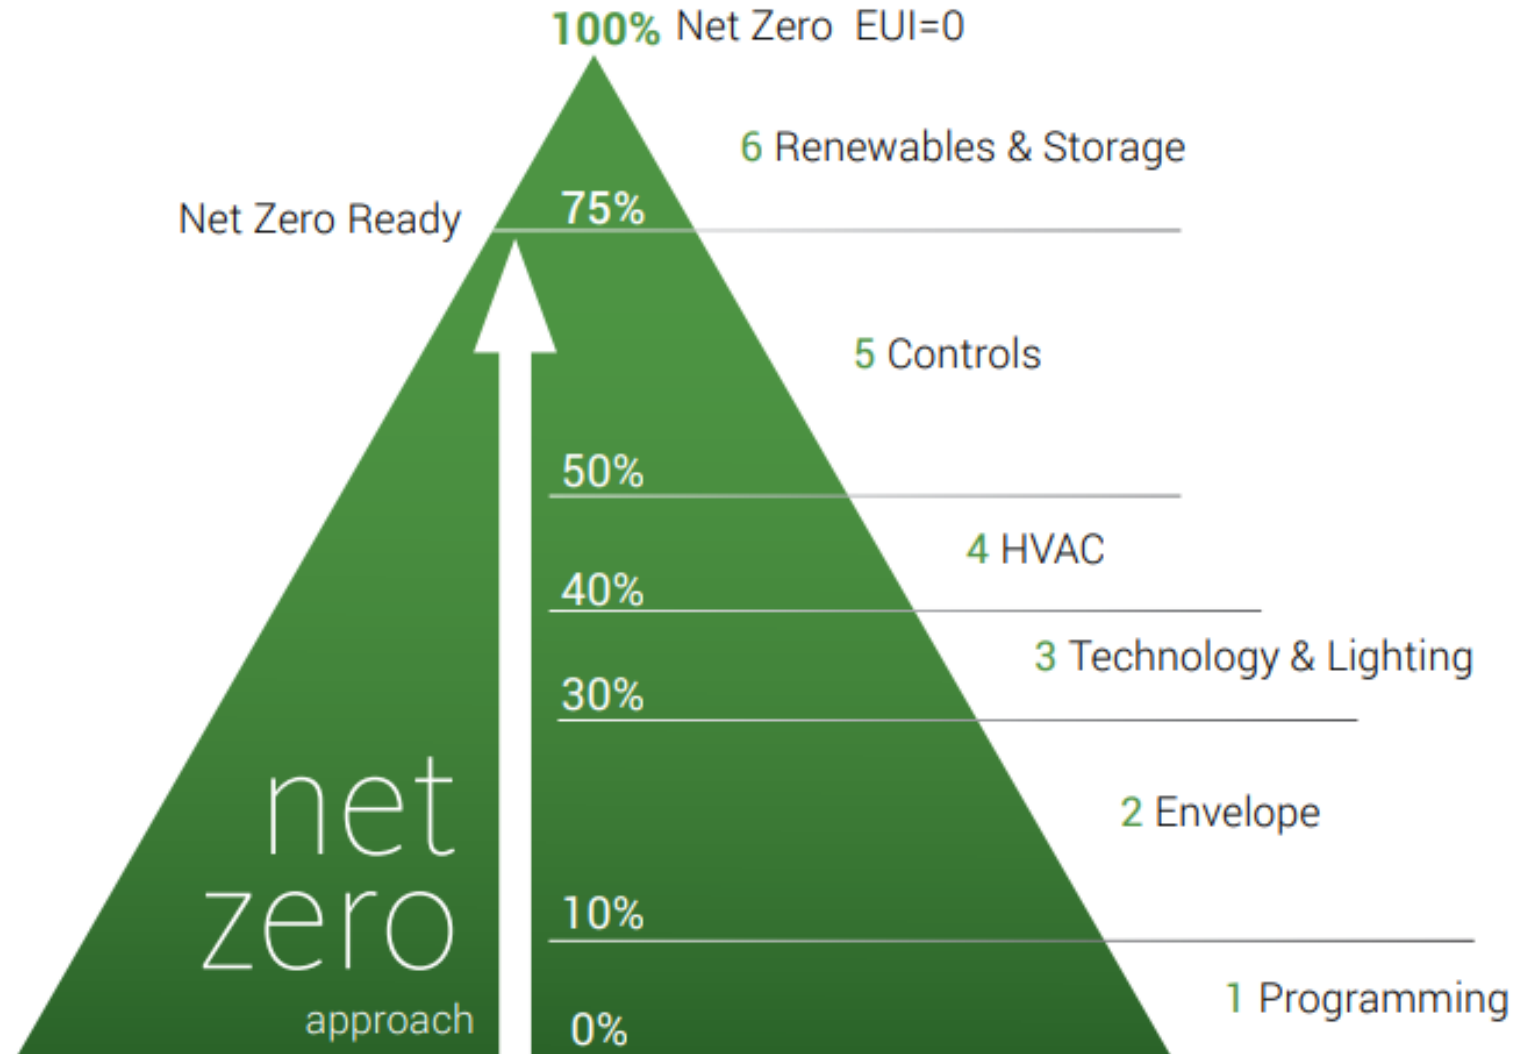 100% Net Zero EUI=0
6 Renewables & Storage
Net Zero Ready
75%
5 Controls
50%
4 HVAC
40%
3 Technology & Lighting
30%
2 Envelope
10%
1 Programming
0%
net
zero
approach